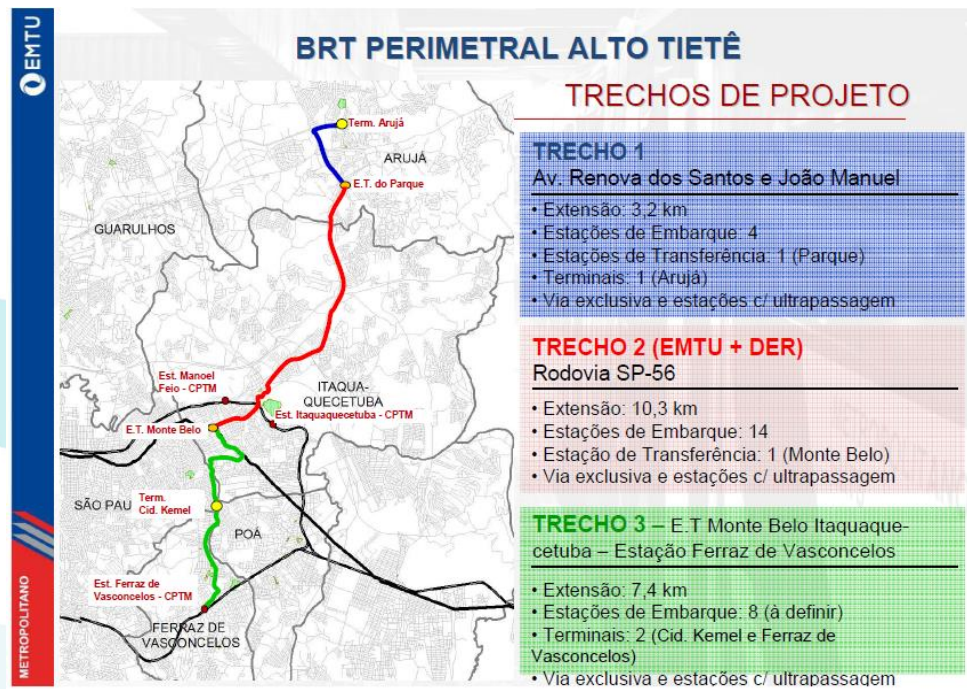 EMTU
METROPOLITANO
BRT PERIMETRAL ALTO TIETÊ
TRECHOS DE PROJETO
Term. Arujá
ARUJÁ
E.T. do Parque
GUARULHOS
Est. Manoel
Feio - CPTM
ITAQUA-
QUECETUBA
Est. Itaquaquecetuba - CPTM
E.T. Monte Belo
SÃO PAU
Term.
Cid. Kemel
POÁ
Est. Ferraz de
Vasconcelos - CPTM
FERRAZ DE
VASCONCELOS
TRECHO 1
Av. Renova dos Santos e João Manuel
• Extensão: 3,2 km
• Estações de Embarque: 4
• Estações de Transferência: 1 (Parque)
• Terminais: 1 (Arujá)
• Via exclusiva e estações c/ ultrapassagem
TRECHO 2 (EMTU + DER)
Rodovia SP-56
• Extensão: 10,3 km
• Estações de Embarque: 14
• Estação de Transferência: 1 (Monte Belo)
• Via exclusiva e estações c/ ultrapassagem
TRECHO 3 – E.T Monte Belo Itaquaque-
cetuba – Estação Ferraz de Vasconcelos
• Extensão: 7,4 km
• Estações de Embarque: 8 (à definir)
• Terminais: 2 (Cid. Kemel e Ferraz de
Vasconcelos)
• Via exclusiva e estações c/ ultrapassagem